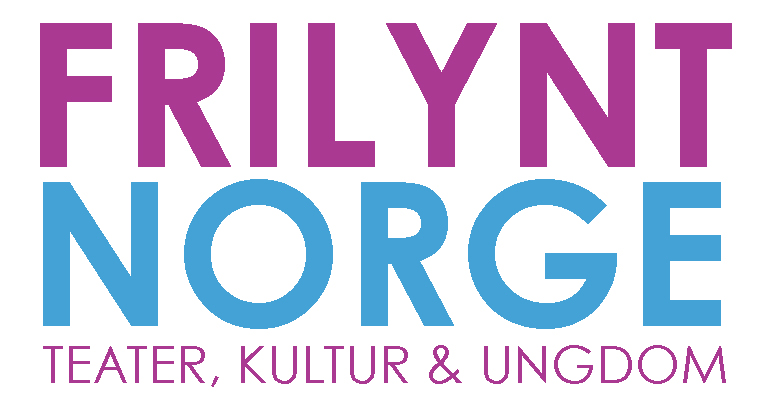 FRILYNT
NORGE
TEATER, KULTUR & UNGDOM